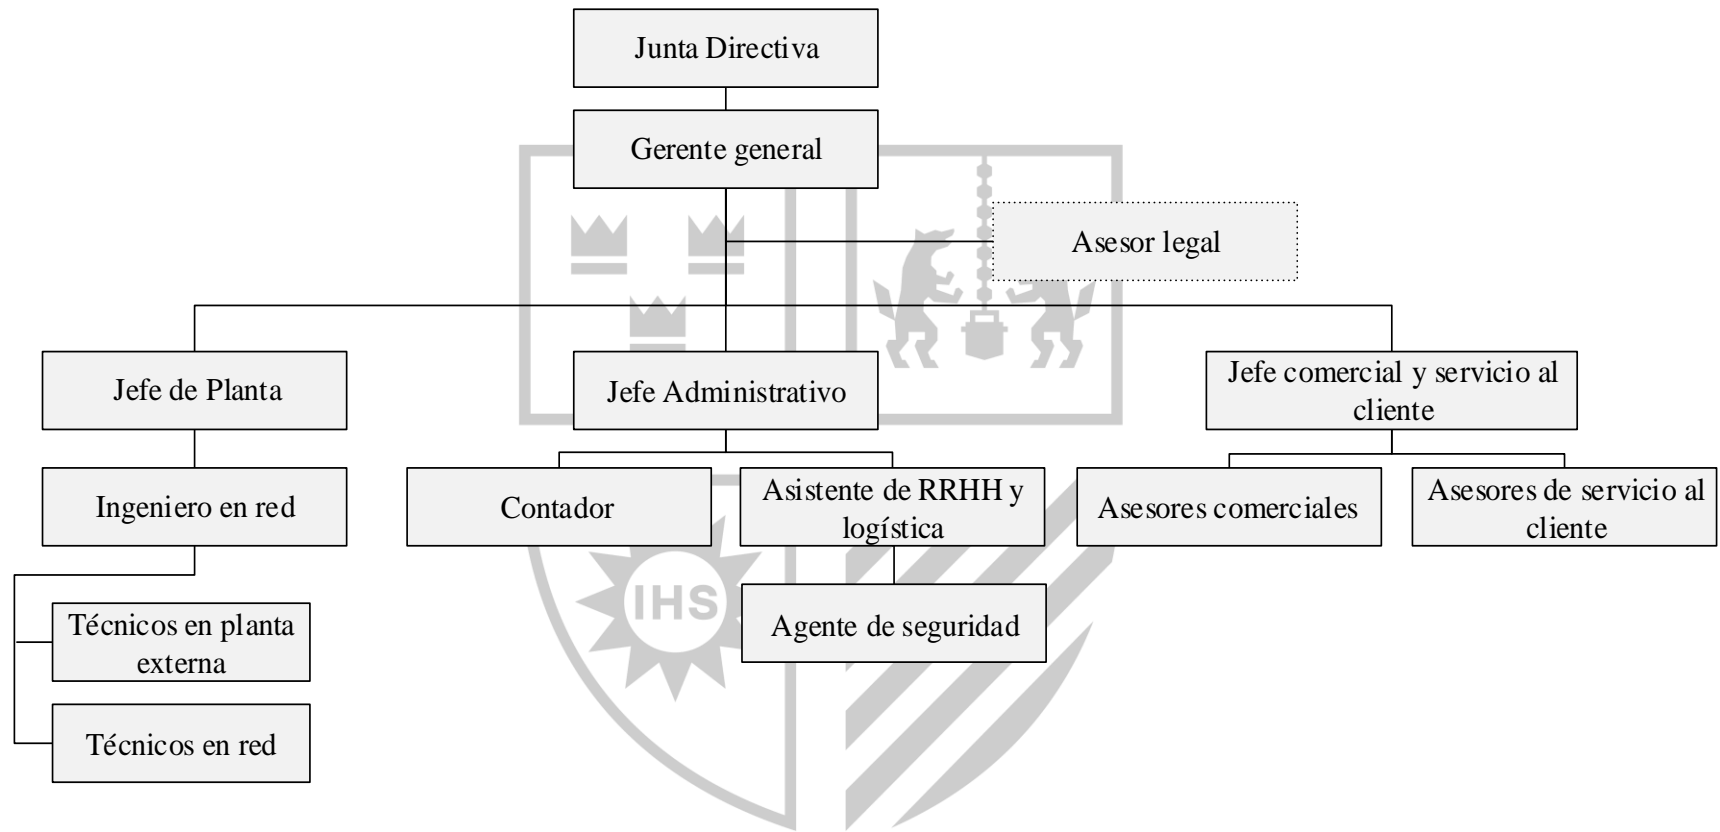 Junta Directiva
Gerente general
Asesor legal
Jefe de Planta
Jefe Administrativo
Jefe comercial y servicio al
cliente
Ingeniero en red
Contador
Asistente de RRHH y
logística
Asesores comerciales
Asesores de servicio al
cliente
IHS
Técnicos en planta
externa
Agente de seguridad
Técnicos en red